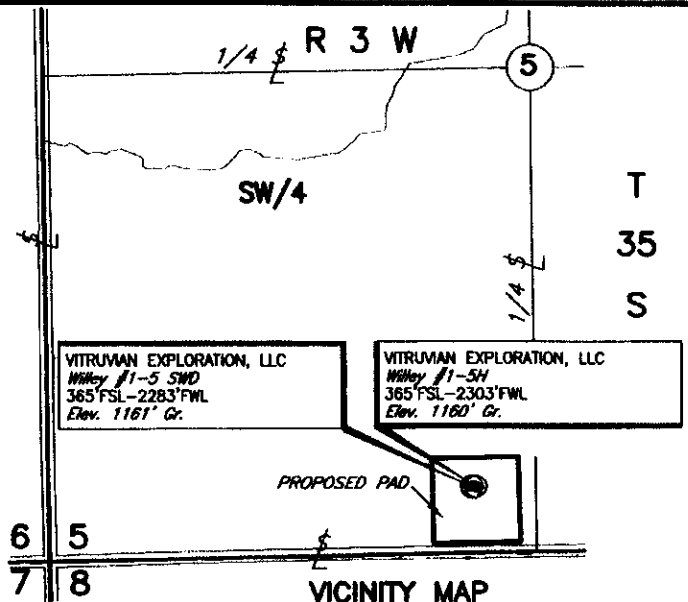 R 3 W
1/4 $
5
SW/4
T
35
S
$
1/4 $
VITRUVIAN EXPLORATION, LLC
Willey #1-5 SWD
365'FSL-2283'FWL
Elev. 1161' Gr.
VITRUVIAN EXPLORATION, LLC
Willey #1-5H
365'FSL-2303'FWL
Elev. 1160' Gr.
PROPOSED PAD
6 5
$
7 8
VICINITY MAP